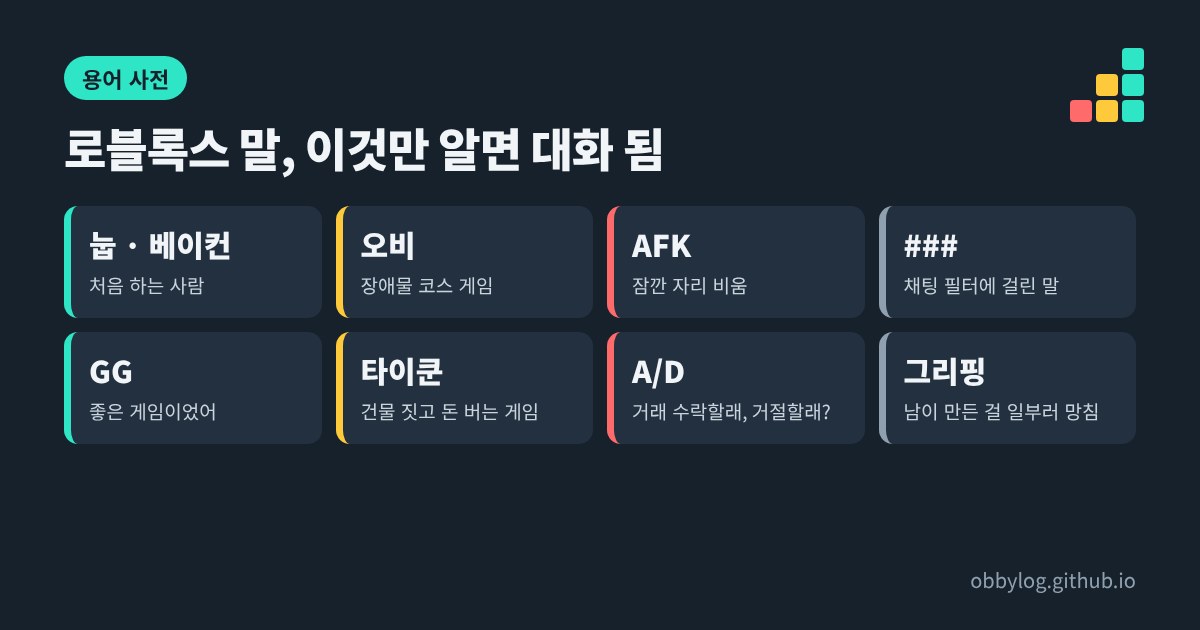 용어 사전
로블록스 말, 이것만 알면 대화 됨
눕 · 베이컨
처음 하는 사람
오비
장애물 코스 게임
AFK
잠깐 자리 비움
###
채팅 필터에 걸린 말
GG
좋은 게임이었어
타이쿤
건물 짓고 돈 버는 게임
A/D
거래 수락할래, 거절할래?
그리핑
남이 만든 걸 일부러 망침
obbylog.github.io